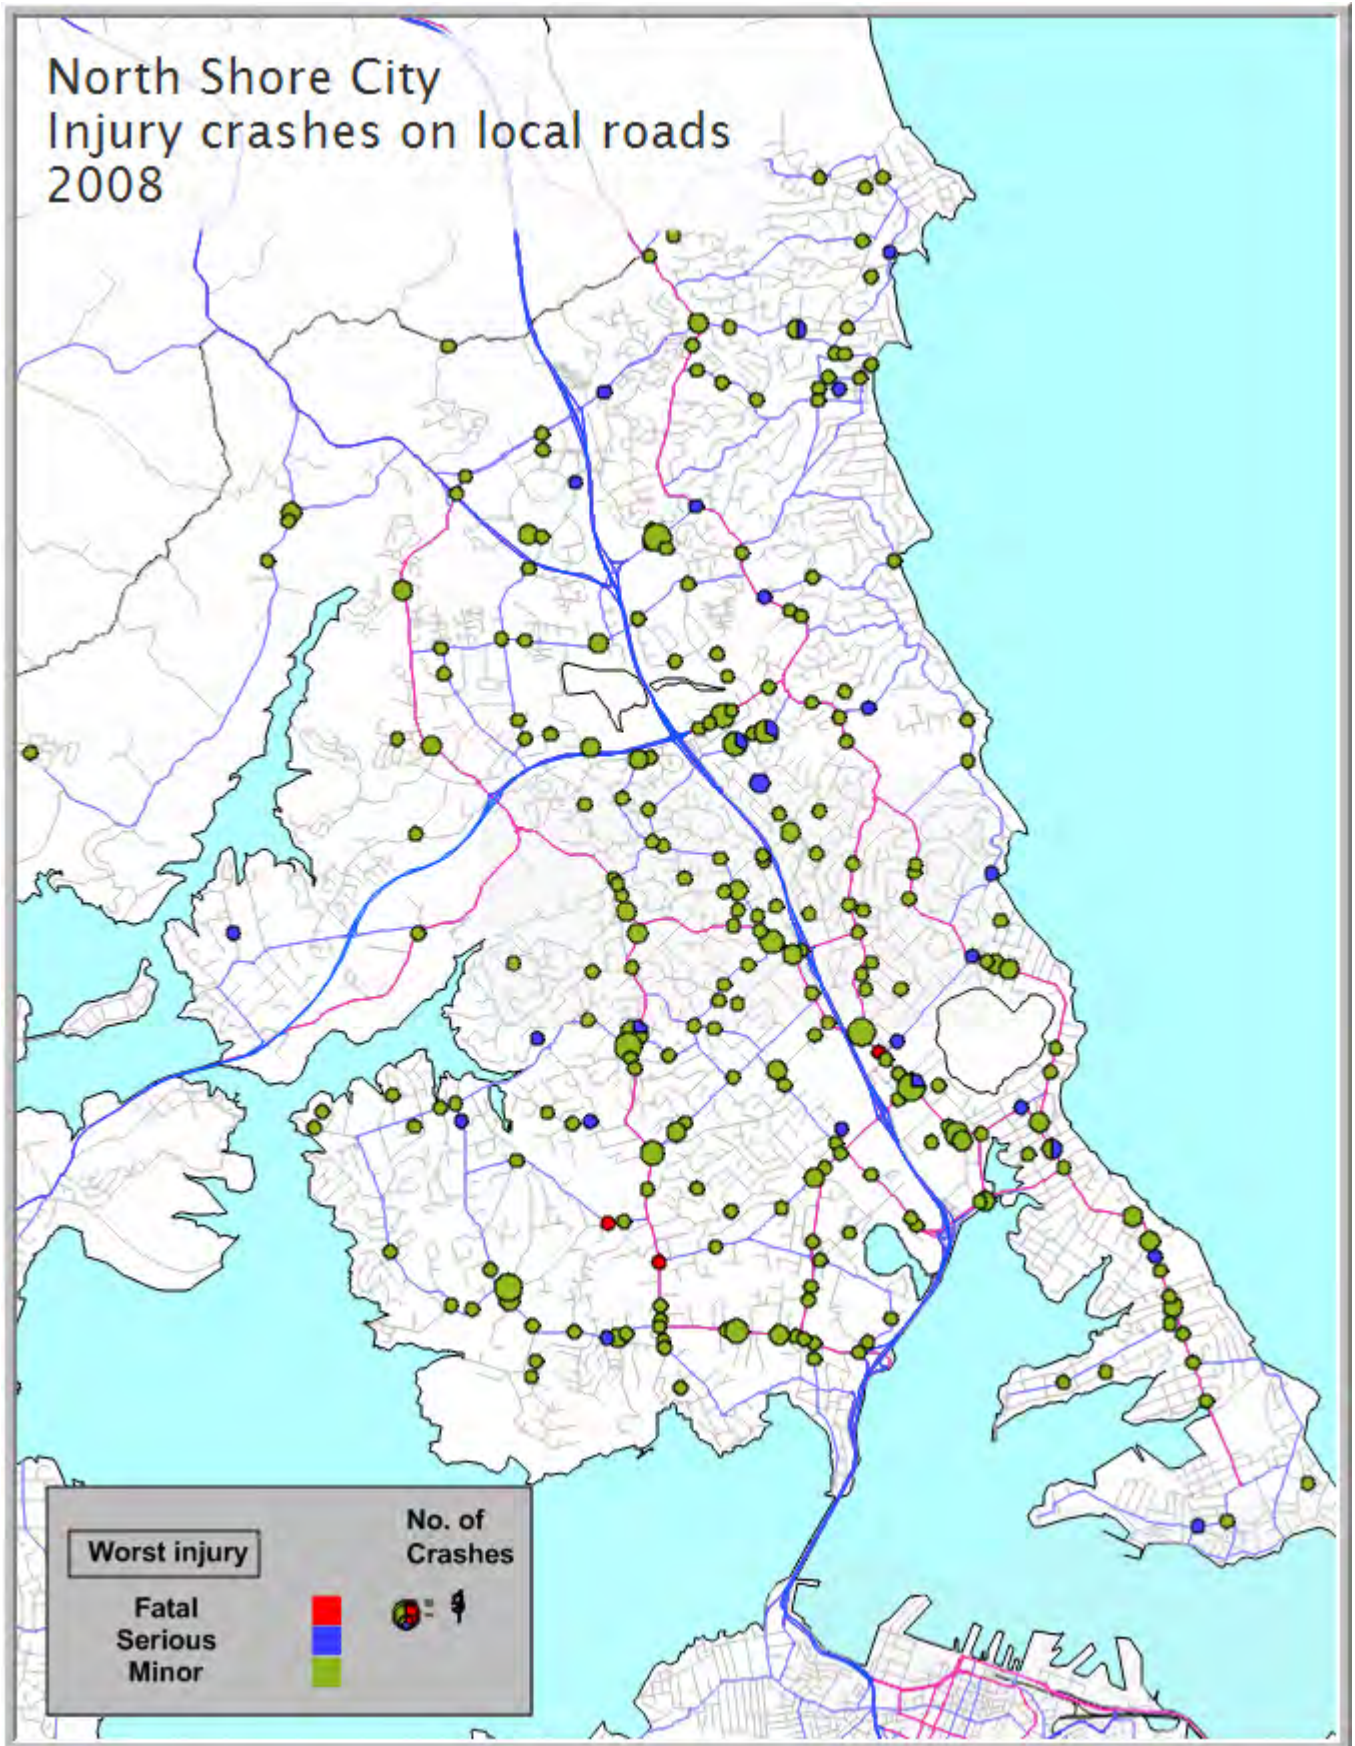 North Shore City
Injury crashes on local roads
2008
No. of
Crashes
Worst injury
Fatal
Serious
Minor